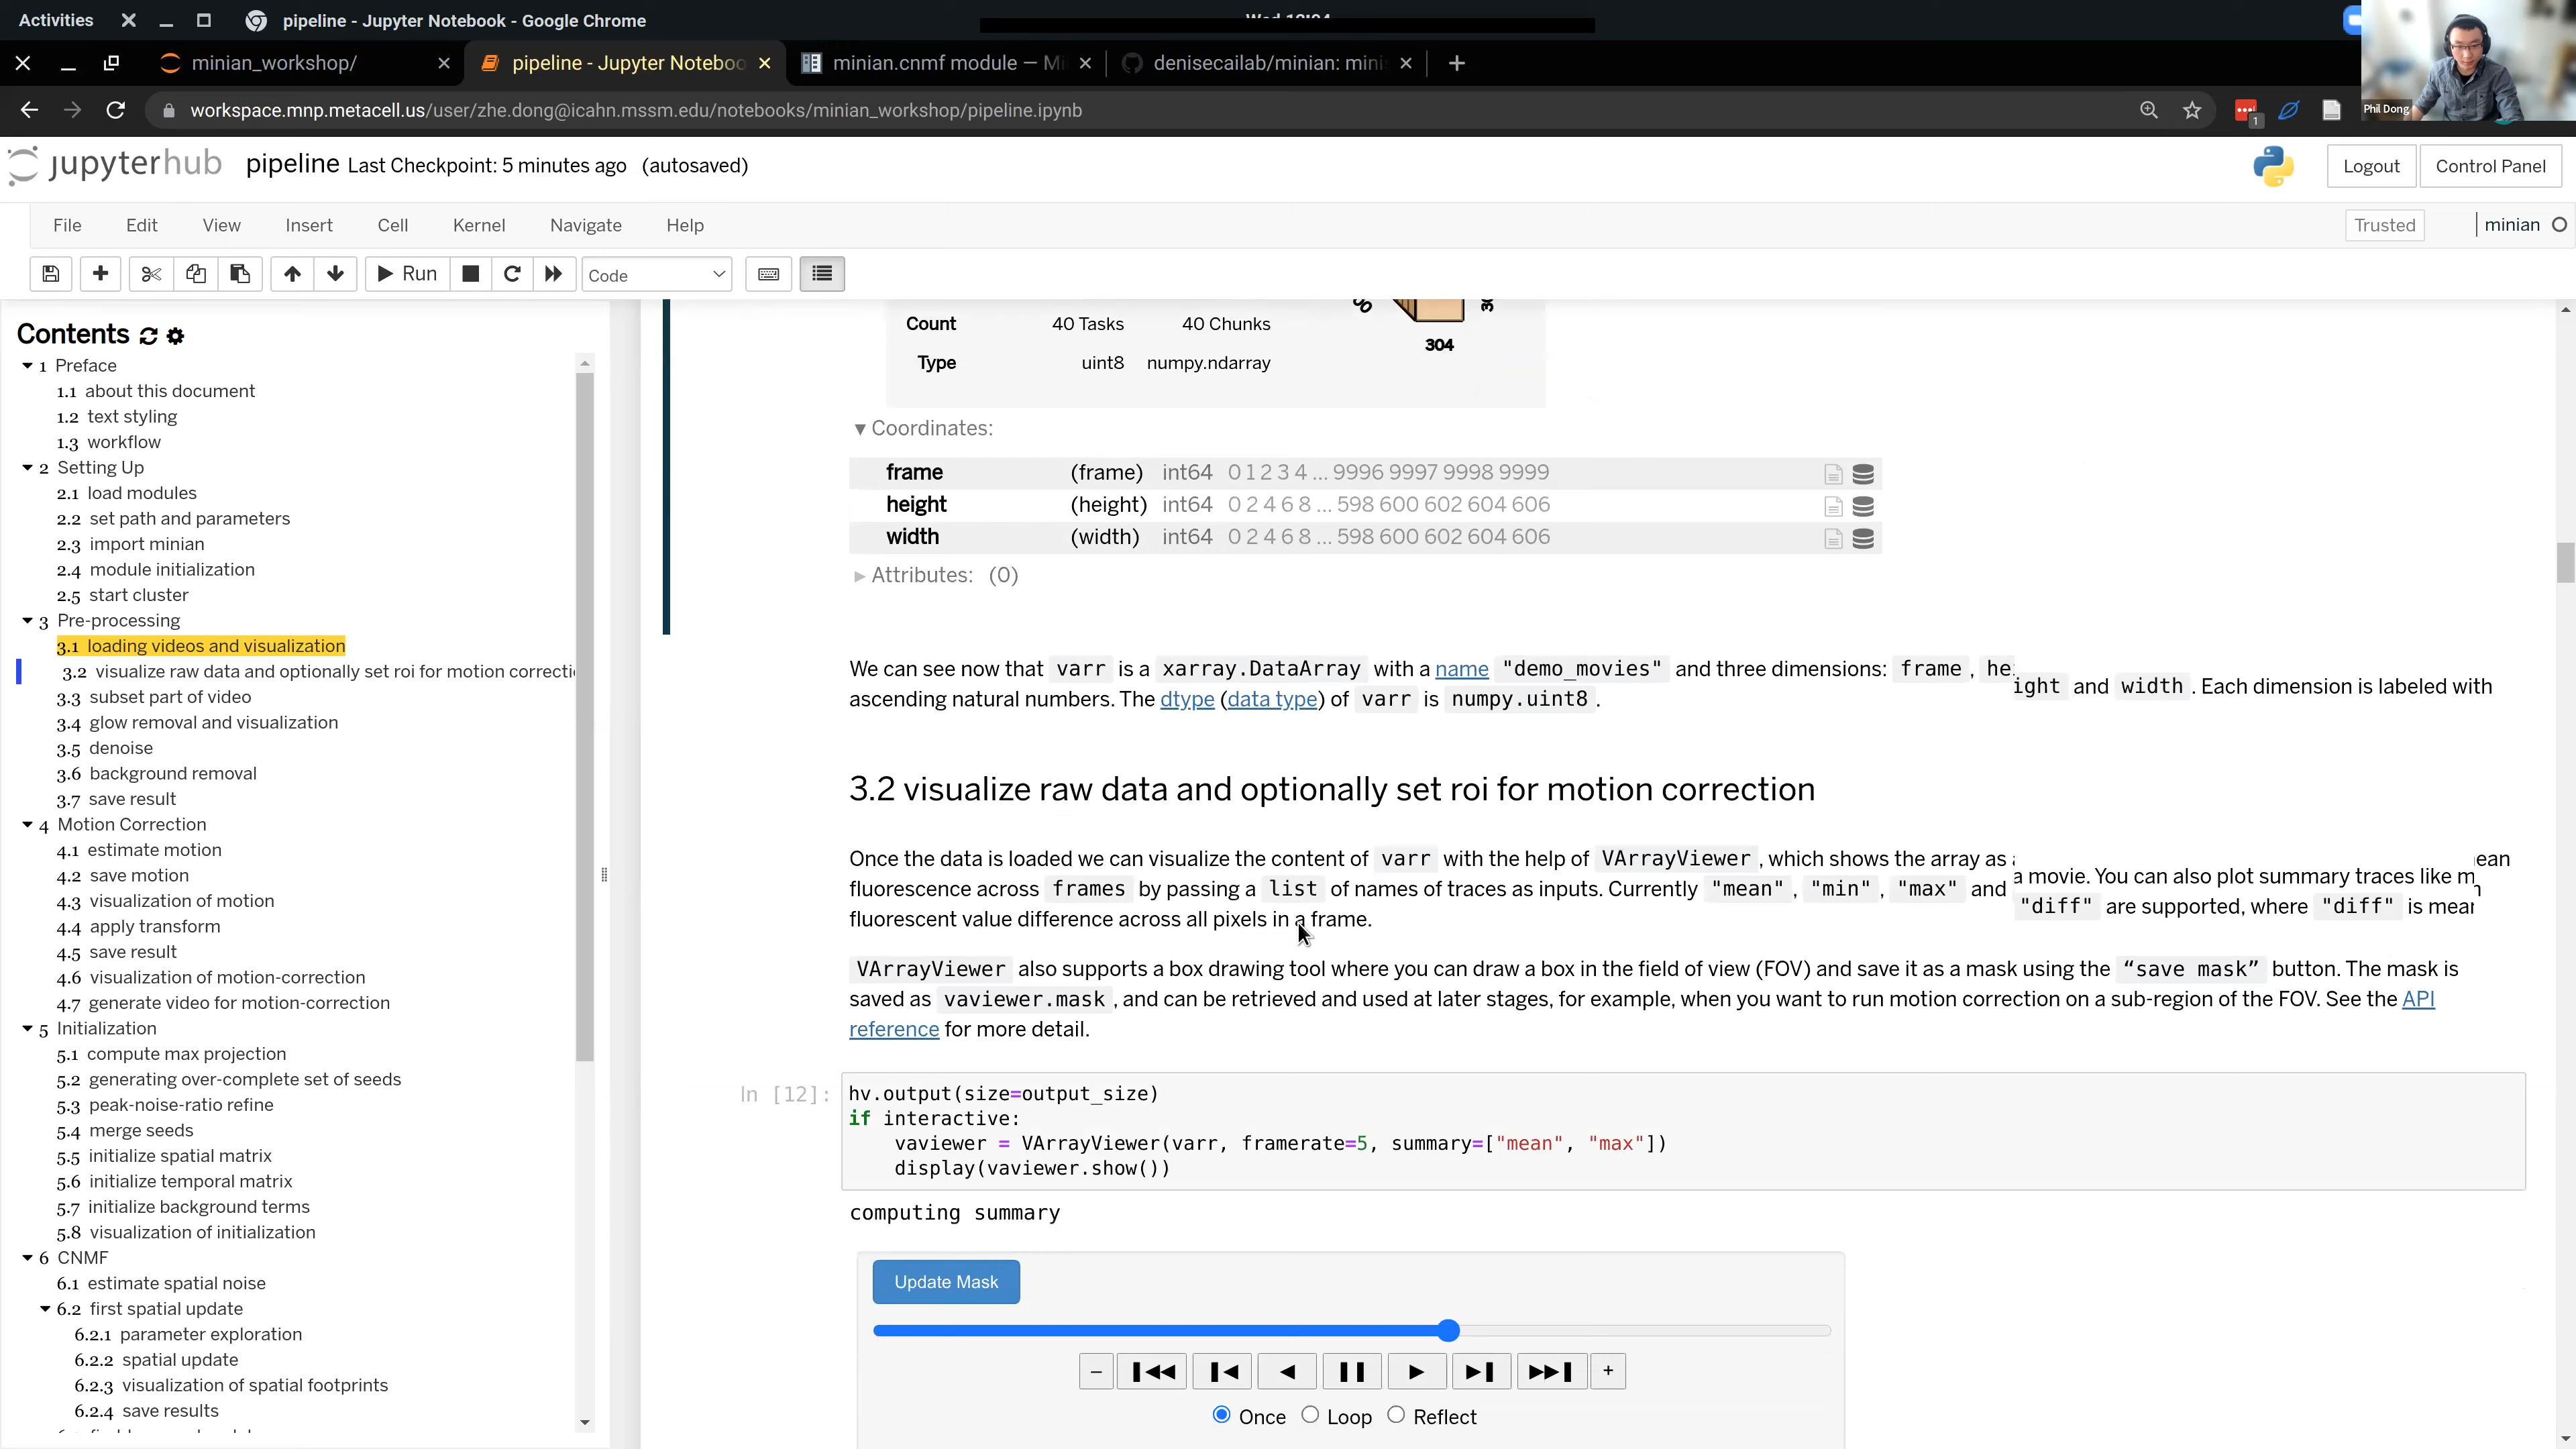 Activities
pipeline - Jupyter Notebook - Google Chrome
minian_workshop/
pipeline - Jupyter Noteboo
minian.cnmf module — Mi
denisecailab/minian: mini
workspace.mnp.metacell.us/user/zhe.dong@icahn.mssm.edu/notebooks/minian_workshop/pipeline.ipynb
1
Phil Dong
jupyterhub
pipeline Last Checkpoint: 5 minutes ago (autosaved)
Logout
Control Panel
File Edit View Insert Cell Kernel Navigate Help
Trusted
minian
Run
Code
Contents
1 Preface
1.1 about this document
1.2 text styling
1.3 workflow
2 Setting Up
2.1 load modules
2.2 set path and parameters
2.3 import minian
2.4 module initialization
2.5 start cluster
3 Pre-processing
3.1 loading videos and visualization
3.2 visualize raw data and optionally set roi for motion correcti
3.3 subset part of video
3.4 glow removal and visualization
3.5 denoise
3.6 background removal
3.7 save result
4 Motion Correction
4.1 estimate motion
4.2 save motion
4.3 visualization of motion
4.4 apply transform
4.5 save result
4.6 visualization of motion-correction
4.7 generate video for motion-correction
5 Initialization
5.1 compute max projection
5.2 generating over-complete set of seeds
5.3 peak-noise-ratio refine
5.4 merge seeds
5.5 initialize spatial matrix
5.6 initialize temporal matrix
5.7 initialize background terms
5.8 visualization of initialization
6 CNMF
6.1 estimate spatial noise
6.2 first spatial update
6.2.1 parameter exploration
6.2.2 spatial update
6.2.3 visualization of spatial footprints
6.2.4 save results
Count 40 Tasks 40 Chunks
Type uint8 numpy.ndarray
304
Coordinates:
frame (frame) int64 0 1 2 3 4 ... 9996 9997 9998 9999
height (height) int64 0 2 4 6 8 ... 598 600 602 604 606
width (width) int64 0 2 4 6 8 ... 598 600 602 604 606
Attributes: (0)
We can see now that varr is a xarray.DataArray with a name "demo_movies" and three dimensions: frame , height and width . Each dimension is labeled with
ascending natural numbers. The dtype (data type) of varr is numpy.uint8 .
3.2 visualize raw data and optionally set roi for motion correction
Once the data is loaded we can visualize the content of varr with the help of VArrayViewer , which shows the array as a movie. You can also plot summary traces like mean
fluorescence across frames by passing a list of names of traces as inputs. Currently "mean" , "min" , "max" and "diff" are supported, where "diff" is mean
fluorescent value difference across all pixels in a frame.
VArrayViewer also supports a box drawing tool where you can draw a box in the field of view (FOV) and save it as a mask using the “save mask” button. The mask is
saved as vaviewer.mask , and can be retrieved and used at later stages, for example, when you want to run motion correction on a sub-region of the FOV. See the API
reference for more detail.
In [12]:
hv.output(size=output_size)
if interactive:
    vaviewer = VArrayViewer(varr, framerate=5, summary=["mean", "max"])
    display(vaviewer.show())
computing summary
Update Mask
Once Loop Reflect